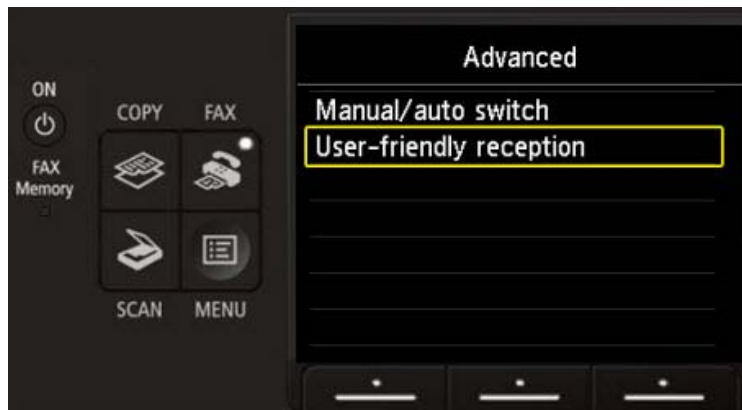 Advanced
Manual/auto switch
User-friendly reception
ON
COPY FAX
FAX
Memory
SCAN MENU